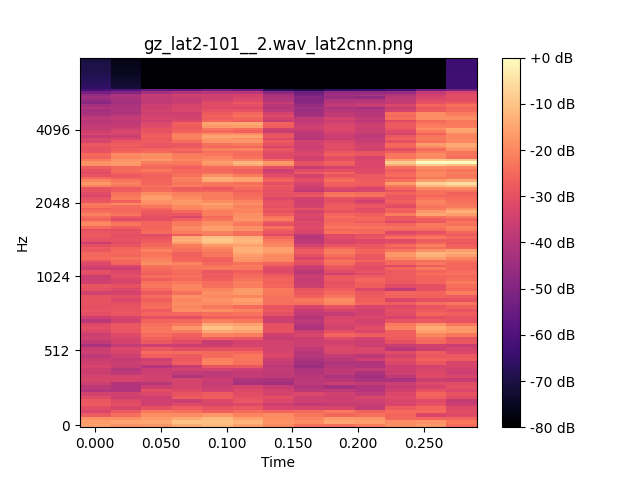 gz_lat2-101__2.wav_lat2cnn.png
Hz
4096
2048
1024
512
0
0.000 0.050 0.100 0.150 0.200 0.250
Time
+0 dB
-10 dB
-20 dB
-30 dB
-40 dB
-50 dB
-60 dB
-70 dB
-80 dB